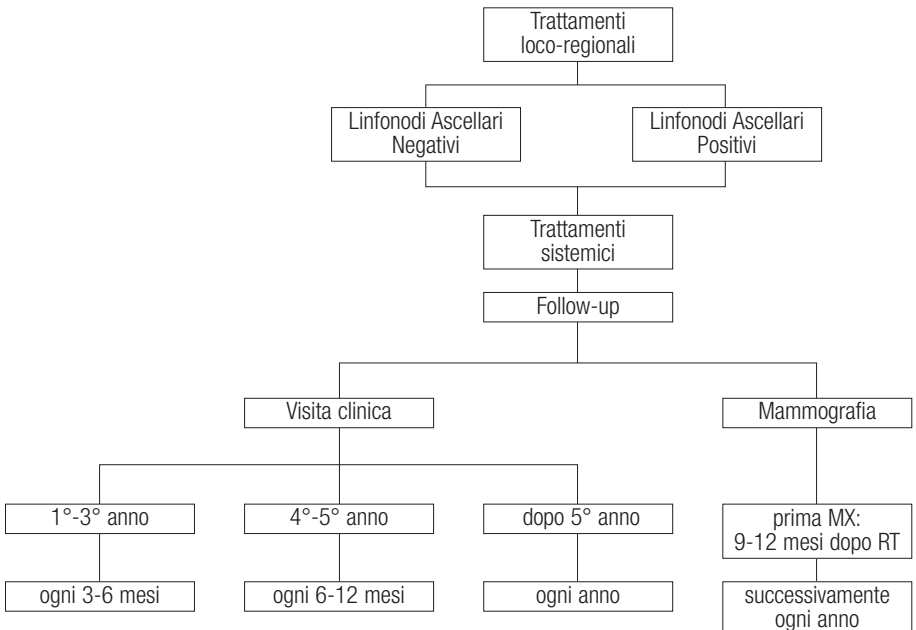 Trattamenti
loco-regionali
Linfonodi Ascellari
Negativi
Linfonodi Ascellari
Positivi
Trattamenti
sistemici
Follow-up
Visita clinica
Mammografia
1°-3° anno
4°-5° anno
dopo 5° anno
prima MX:
9-12 mesi dopo RT
ogni 3-6 mesi
ogni 6-12 mesi
ogni anno
successivamente
ogni anno